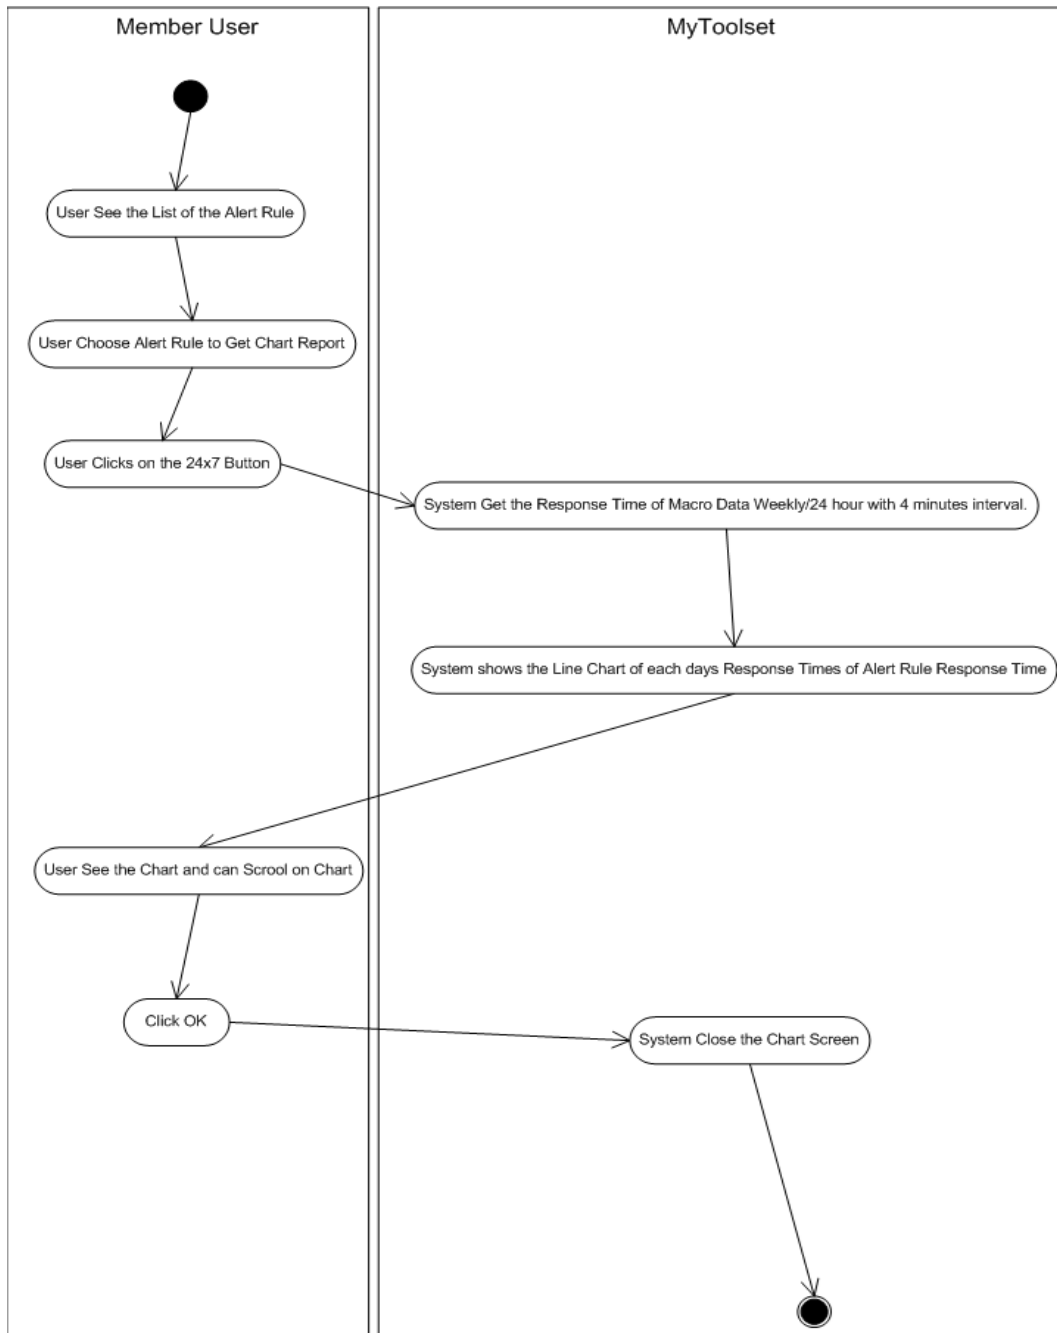 Member User
MyToolset
User See the List of the Alert Rule
User Choose Alert Rule to Get Chart Report
User Clicks on the 24x7 Button
System Get the Response Time of Macro Data Weekly/24 hour with 4 minutes interval.
System shows the Line Chart of each days Response Times of Alert Rule Response Time
User See the Chart and can Scrool on Chart
Click OK
System Close the Chart Screen